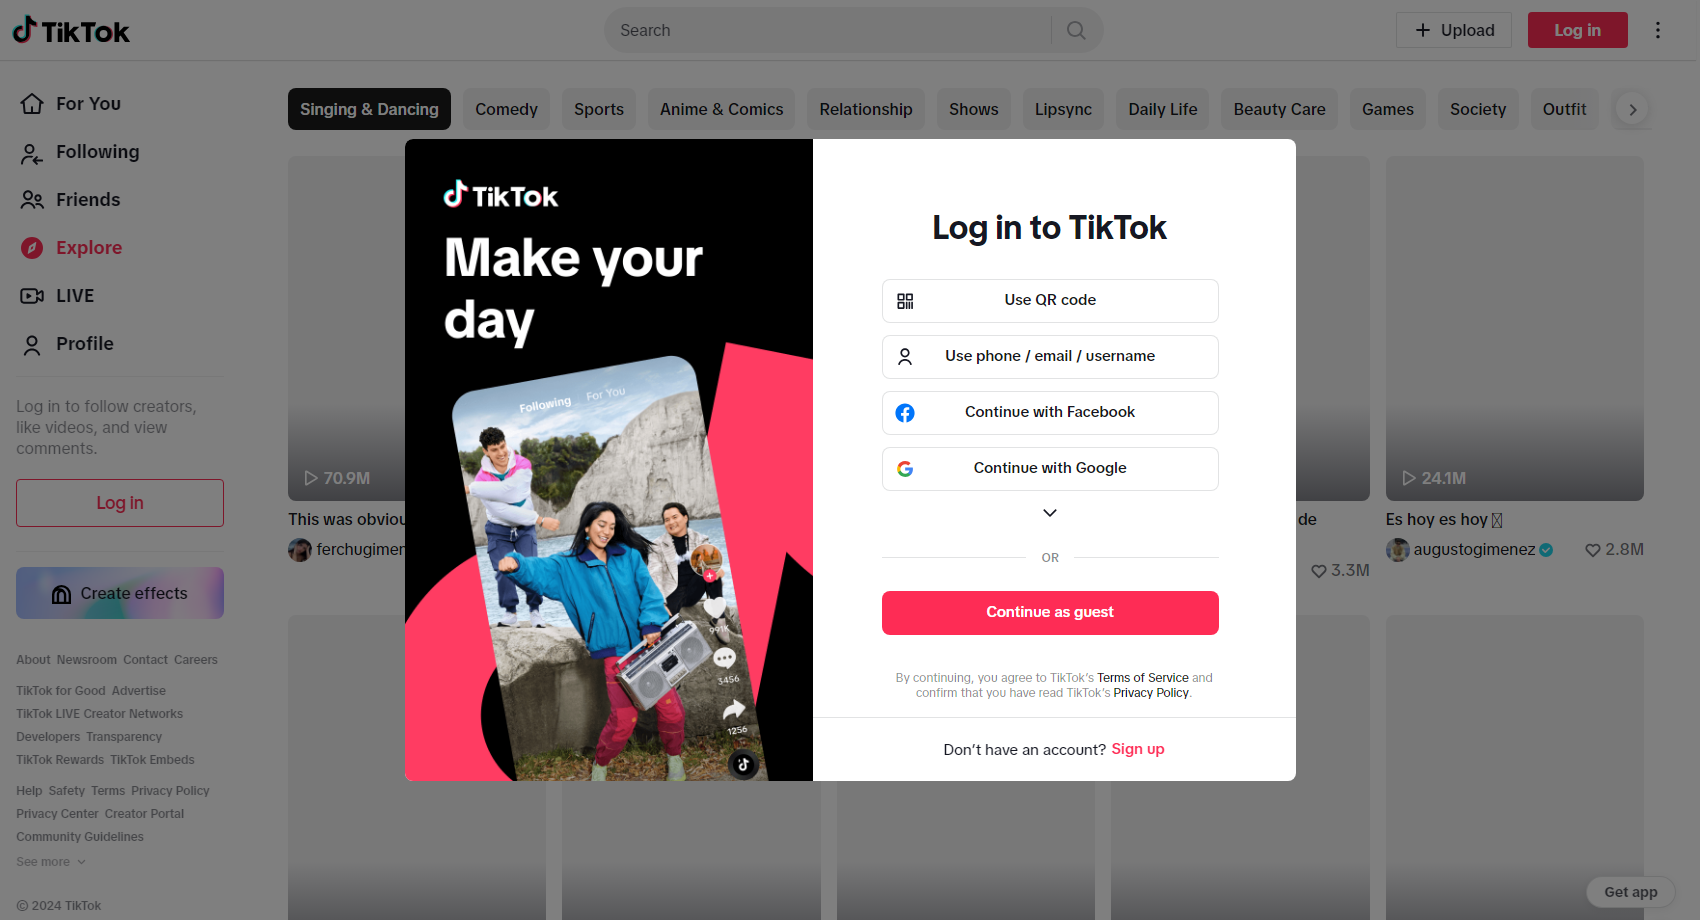 TikTok
Search
Upload
Log in
For You
Following
Friends
Explore
LIVE
Profile
Log in to follow creators,
like videos, and view
comments.
Log in
Create effects
About Newsroom Contact Careers
TikTok for Good Advertise
TikTok LIVE Creator Networks
Developers Transparency
TikTok Rewards TikTok Embeds
Help Safety Terms Privacy Policy
Privacy Center Creator Portal
Community Guidelines
See more
© 2024 TikTok
Singing & Dancing Comedy Sports Anime & Comics Relationship Shows Lipsync Daily Life Beauty Care Games Society Outfit
70.9M
This was obviou
ferchugimen
TikTok
Make your
day
Following For You
991K
3456
1256
Log in to TikTok
Use QR code
Use phone / email / username
Continue with Facebook
Continue with Google
OR
Continue as guest
By continuing, you agree to TikTok's Terms of Service and
confirm that you have read TikTok's Privacy Policy.
Don't have an account? Sign up
de
3.3M
24.1M
Es hoy es hoy
augustogimenez
2.8M
Get app